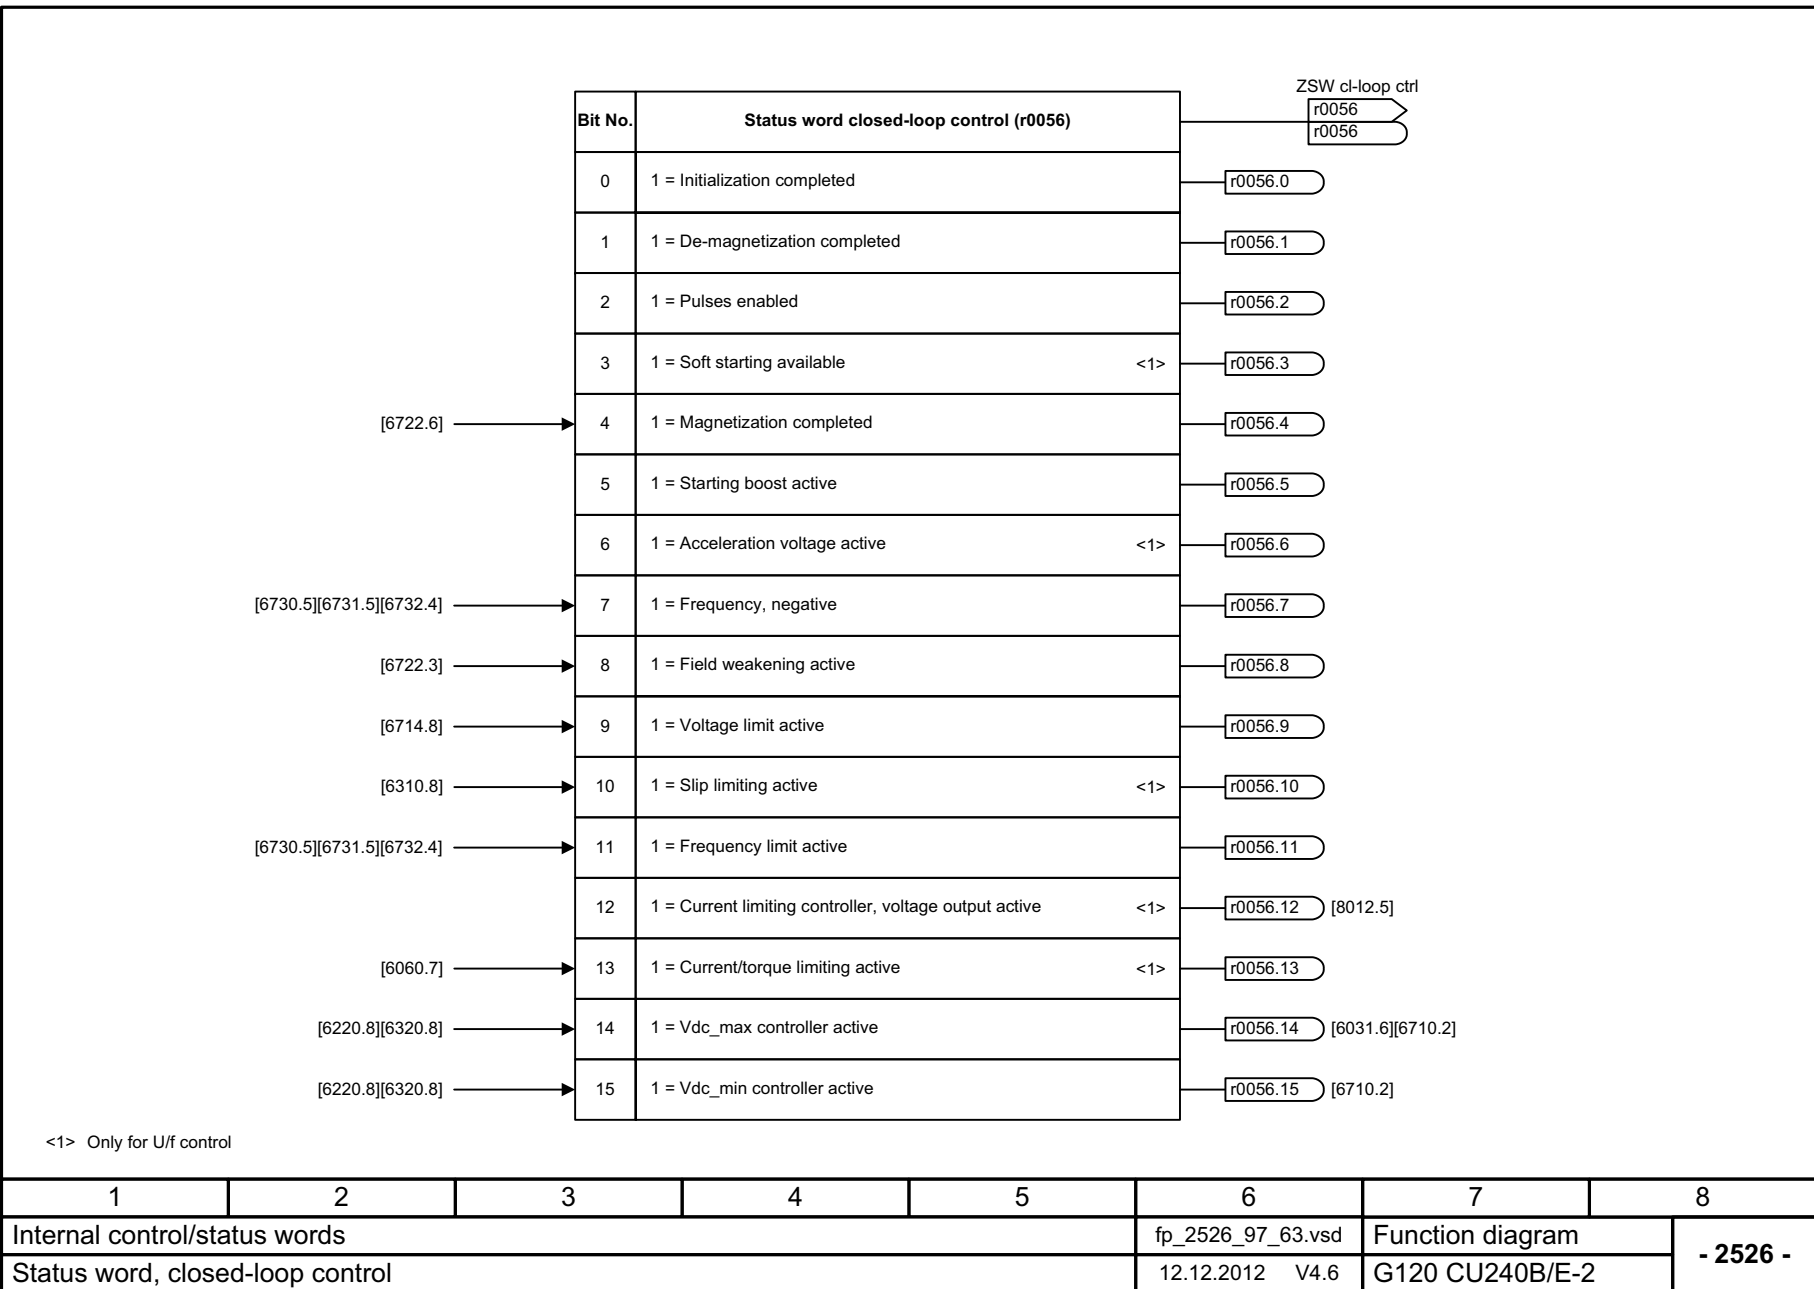 ZSW cl-loop ctrl
Bit No. Status word closed-loop control (r0056) r0056
r0056
0 1 = Initialization completed r0056.0
1 1 = De-magnetization completed r0056.1
2 1 = Pulses enabled r0056.2
3 1 = Soft starting available <1> r0056.3
[6722.6] 4 1 = Magnetization completed r0056.4
5 1 = Starting boost active r0056.5
6 1 = Acceleration voltage active <1> r0056.6
[6730.5][6731.5][6732.4] 7 1 = Frequency, negative r0056.7
[6722.3] 8 1 = Field weakening active r0056.8
[6714.8] 9 1 = Voltage limit active r0056.9
[6310.8] 10 1 = Slip limiting active <1> r0056.10
[6730.5][6731.5][6732.4] 11 1 = Frequency limit active r0056.11
12 1 = Current limiting controller, voltage output active <1> r0056.12 [8012.5]
[6060.7] 13 1 = Current/torque limiting active <1> r0056.13
[6220.8][6320.8] 14 1 = Vdc_max controller active r0056.14 [6031.6][6710.2]
[6220.8][6320.8] 15 1 = Vdc_min controller active r0056.15 [6710.2]
<1> Only for U/f control
1 2 3 4 5 6 7 8
Internal control/status words fp_2526_97_63.vsd Function diagram - 2526 -
Status word, closed-loop control 12.12.2012 V4.6 G120 CU240B/E-2